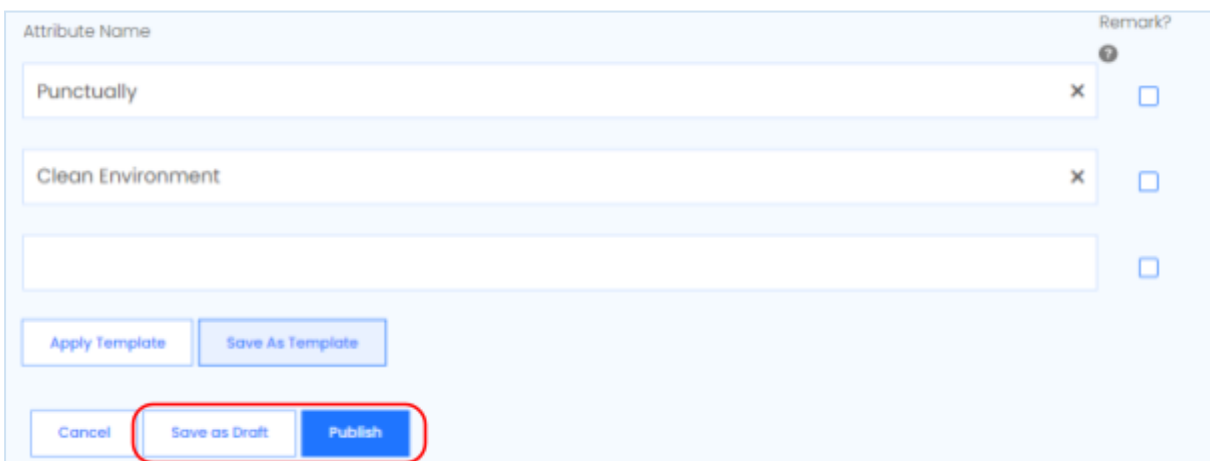 Attribute Name
Remark?
?
Punctually ×
Clean Environment ×
Apply Template Save As Template
Cancel Save as Draft Publish